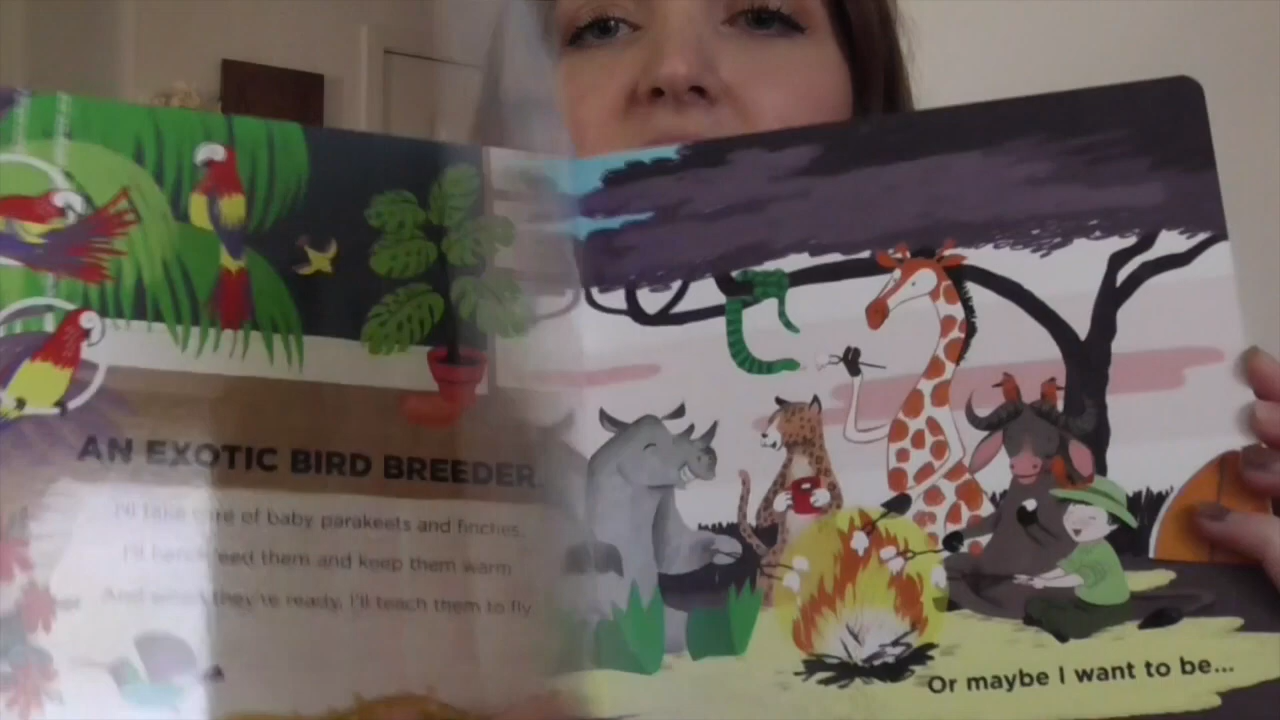 AN EXOTIC BIRD BREEDER.
I'll take care of baby parakeets and finches.
I'll hand-feed them and keep them warm
And when they're ready, I'll teach them to fly
Or maybe I want to be...